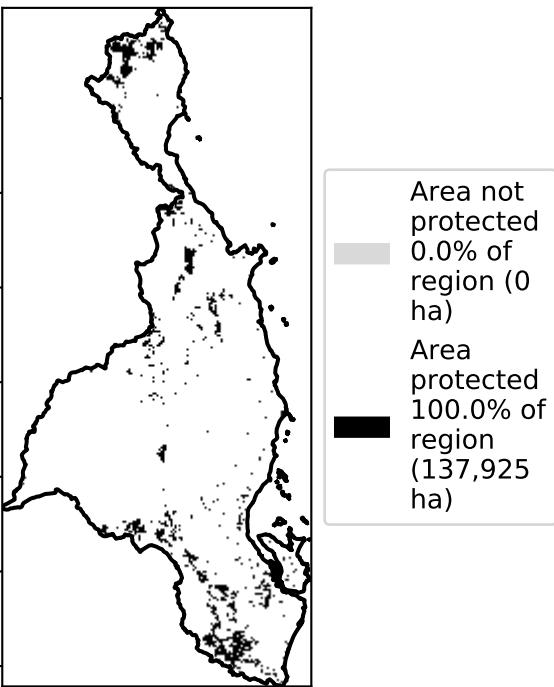 Area not
protected
0.0% of
region (0
ha)
Area
protected
100.0% of
region
(137,925
ha)